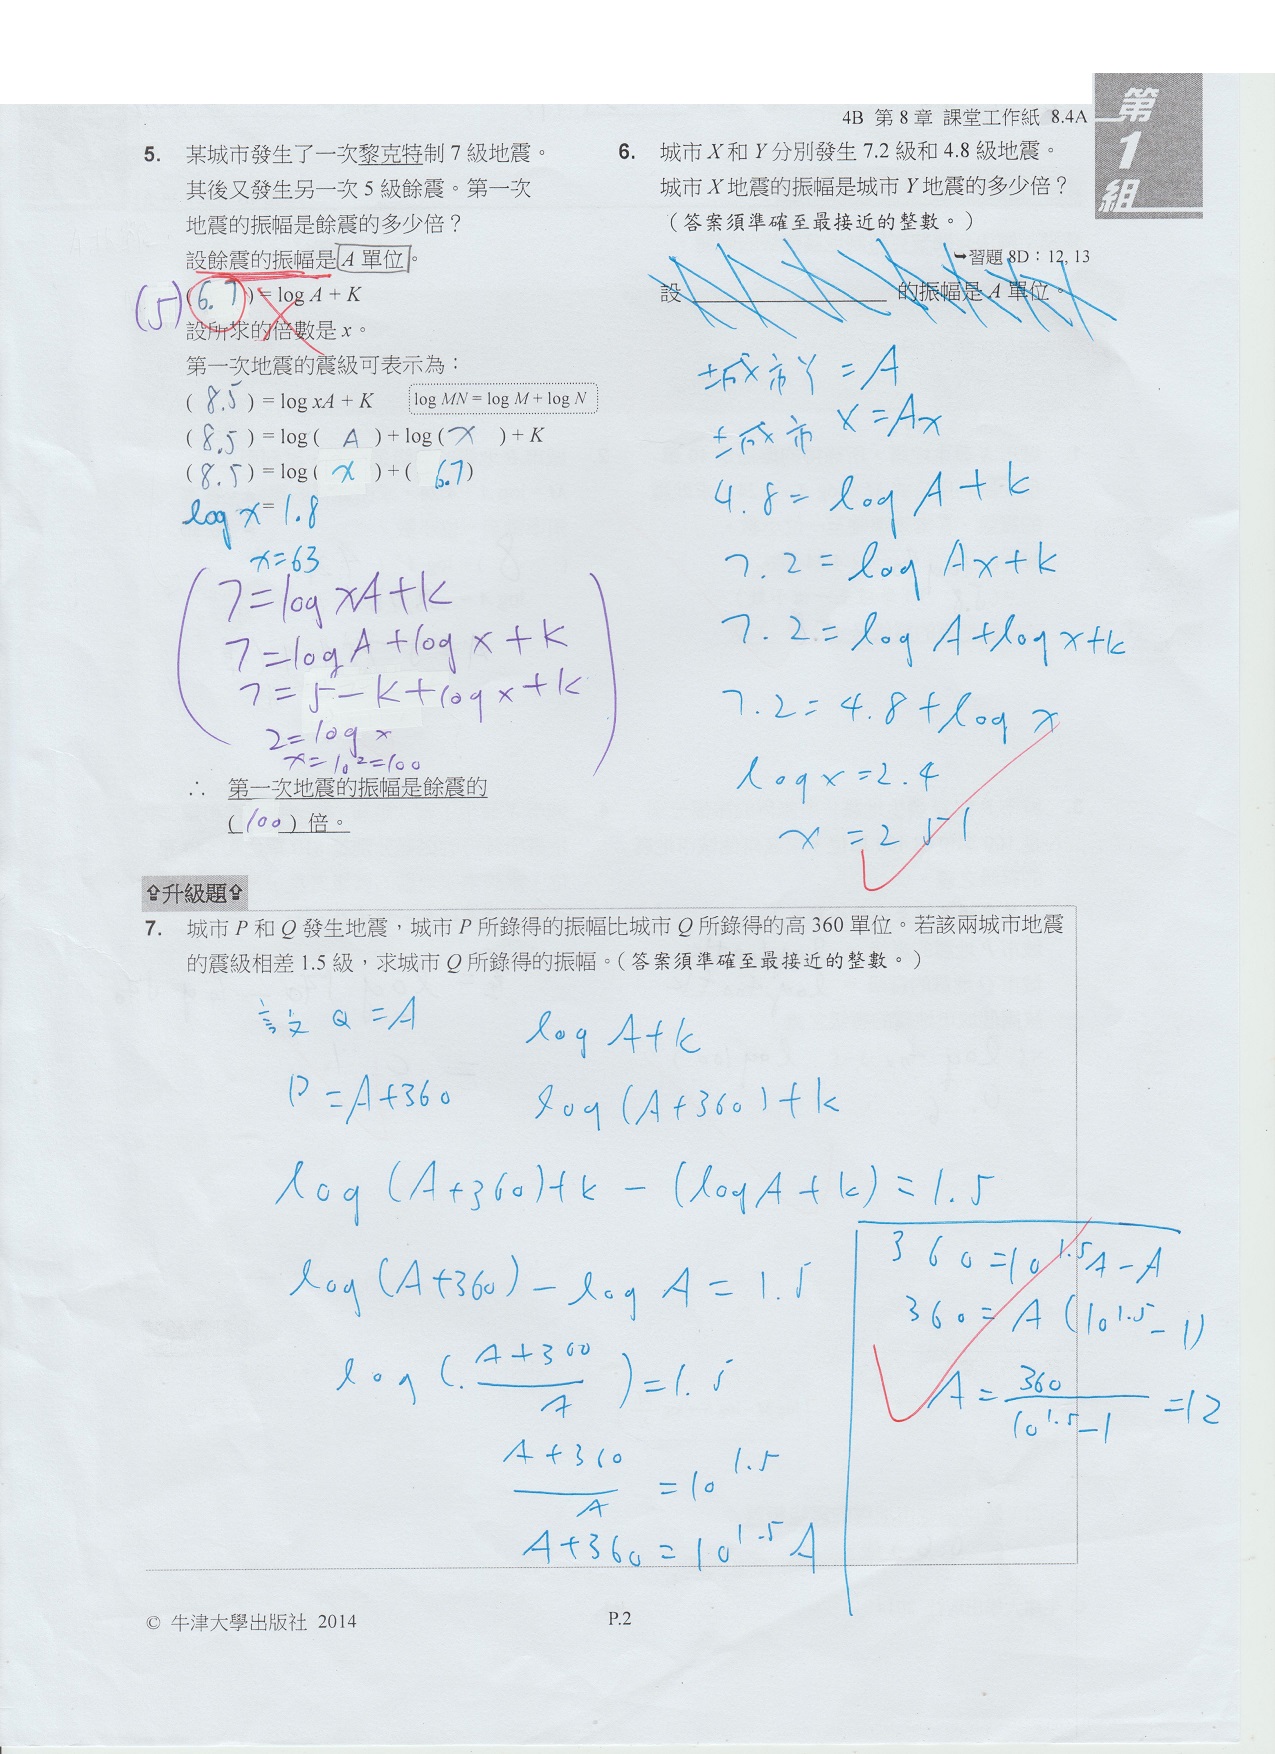 4B 第 8 章 課堂工作紙 8.4A
第
1
組
5. 某城市發生了一次黎克特制 7 級地震。
其後又發生另一次 5 級餘震。第一次
地震的振幅是餘震的多少倍？
設餘震的振幅是 A 單位。
(5) ( 6.7 ) = log A + K
設所求的倍數是 x。
第一次地震的震級可表示為：
( 8.5 ) = log xA + K log MN = log M + log N
( 8.5 ) = log ( A ) + log ( x ) + K
( 8.5 ) = log ( x ) + ( 6.7 )
log x = 1.8
x = 63
7 = log xA + k
7 = log A + log x + k
7 = 5 - k + log x + k
2 = log x
x = 10² = 100
∴ 第一次地震的振幅是餘震的
( 100 ) 倍。
6. 城市 X 和 Y 分別發生 7.2 級和 4.8 級地震。
城市 X 地震的振幅是城市 Y 地震的多少倍？
（答案須準確至最接近的整數。）
➥習題 8D：12, 13
設 ____________ 的振幅是 A 單位。
城市Y = A
城市 X = Ax
4.8 = log A + k
7.2 = log Ax + k
7.2 = log A + log x + k
7.2 = 4.8 + log x
log x = 2.4
x = 251
⇧升級題⇧
7. 城市 P 和 Q 發生地震，城市 P 所錄得的振幅比城市 Q 所錄得的高 360 單位。若該兩城市地震
的震級相差 1.5 級，求城市 Q 所錄得的振幅。（答案須準確至最接近的整數。）
設 Q = A log A + k
P = A + 360 log (A + 360) + k
log (A + 360) + k - (log A + k) = 1.5
log (A + 360) - log A = 1.5
log ( (A + 360) / A ) = 1.5
(A + 360) / A = 10^1.5
A + 360 = 10^1.5 A
360 = 10^1.5 A - A
360 = A (10^1.5 - 1)
A = 360 / (10^1.5 - 1) = 12
© 牛津大學出版社 2014 P.2